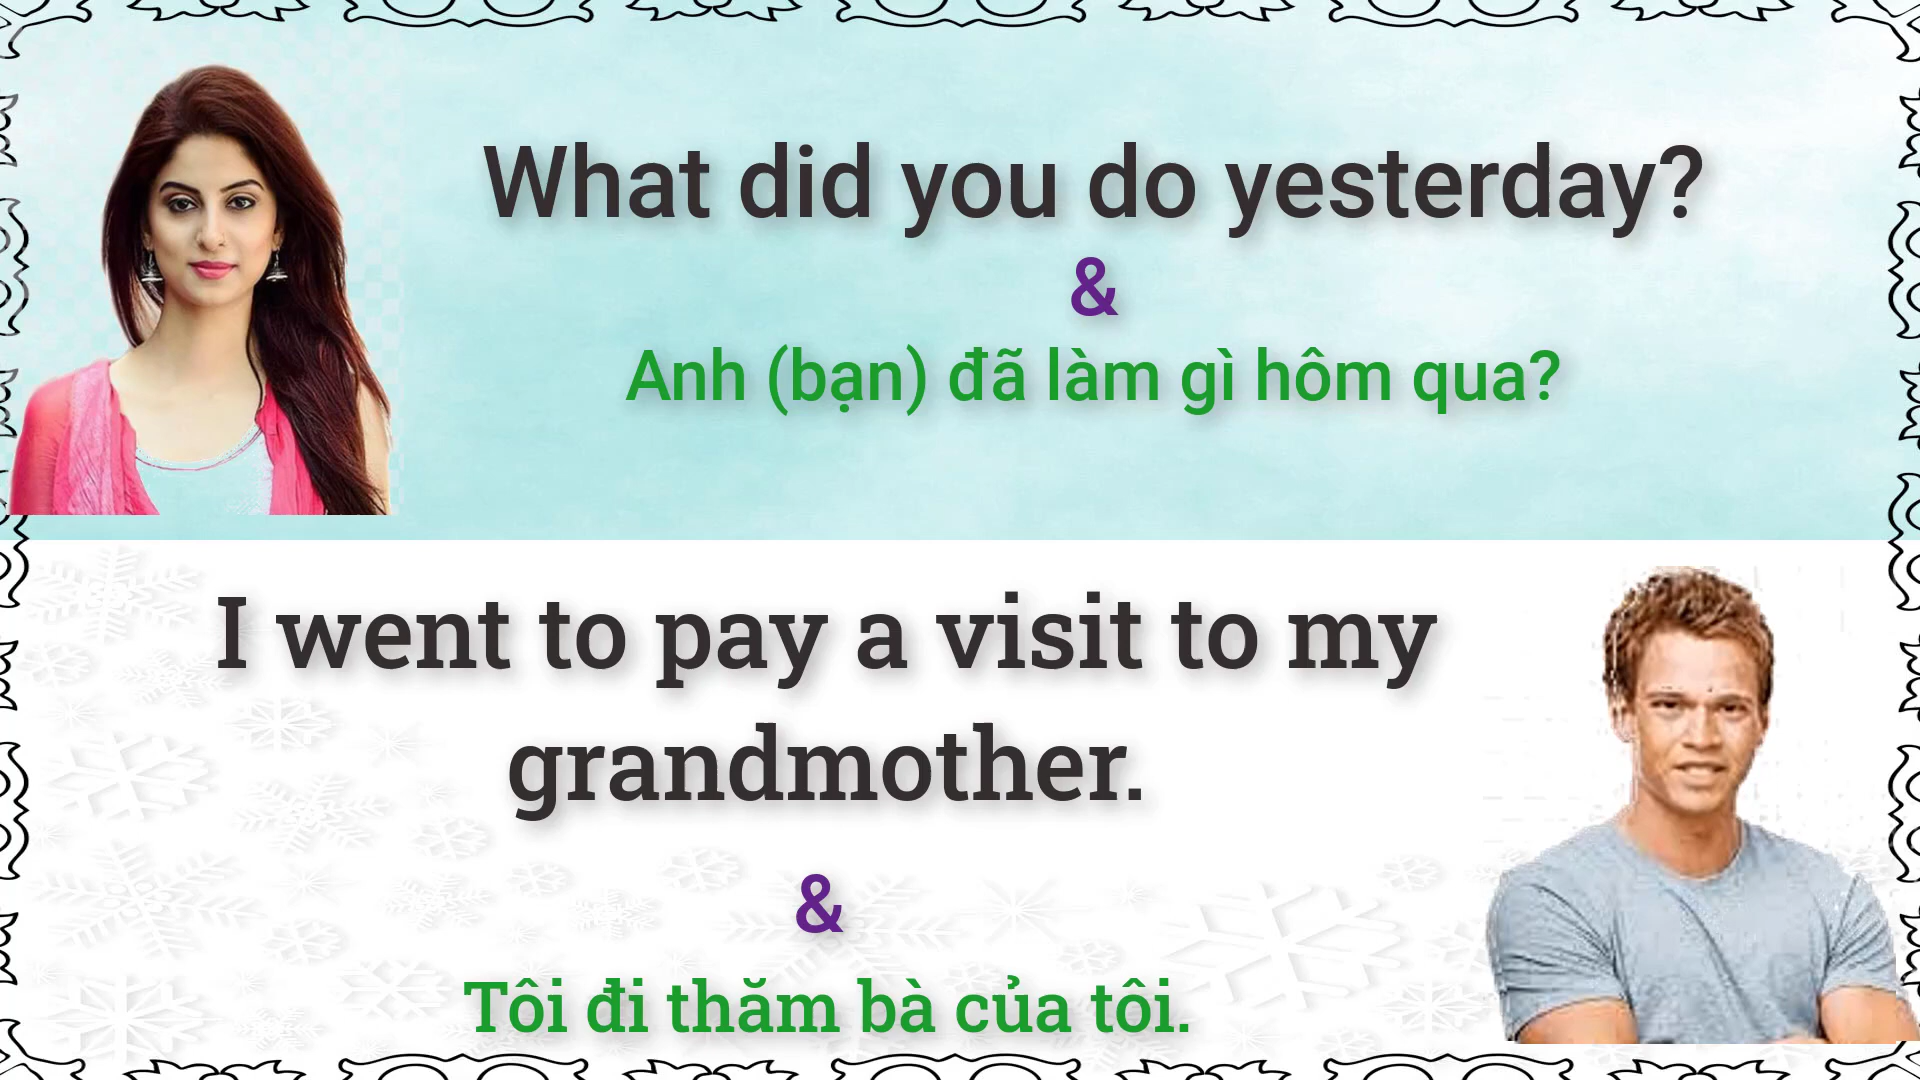 What did you do yesterday?
&
Anh (bạn) đã làm gì hôm qua?
I went to pay a visit to my
grandmother.
&
Tôi đi thăm bà của tôi.